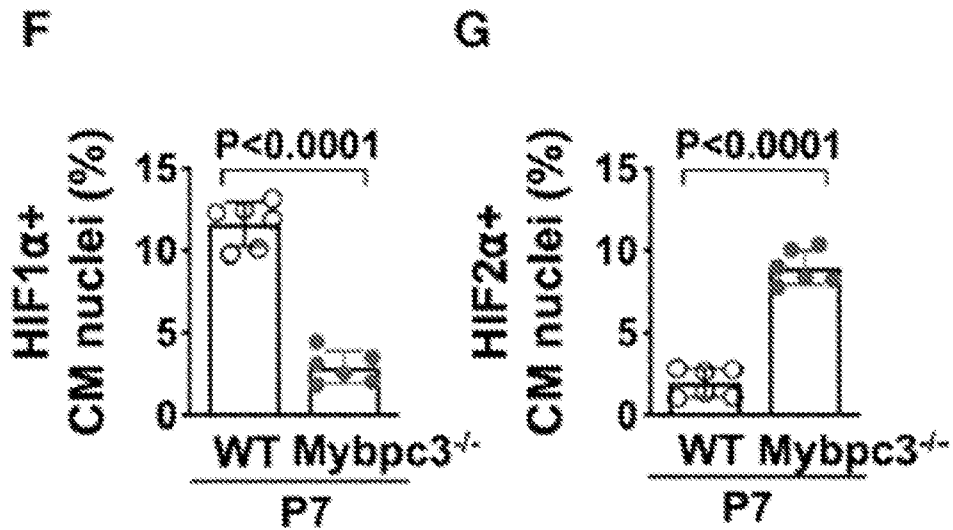 F
P<0.0001
HIF1α+
CM nuclei (%)
15
10
5
0
WT Mybpc3-/-
P7
G
P<0.0001
HIF2α+
CM nuclei (%)
15
10
5
0
WT Mybpc3-/-
P7